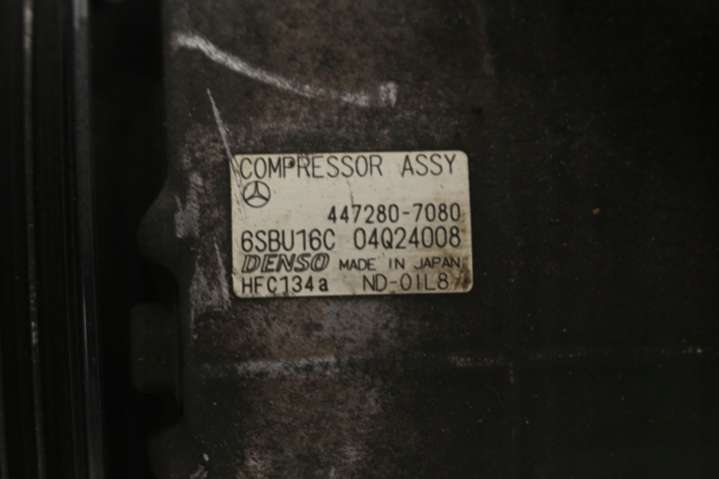 COMPRESSOR ASSY
447280-7080
6SBU16C 04Q24008
DENSO MADE IN JAPAN
HFC134a ND-OIL8